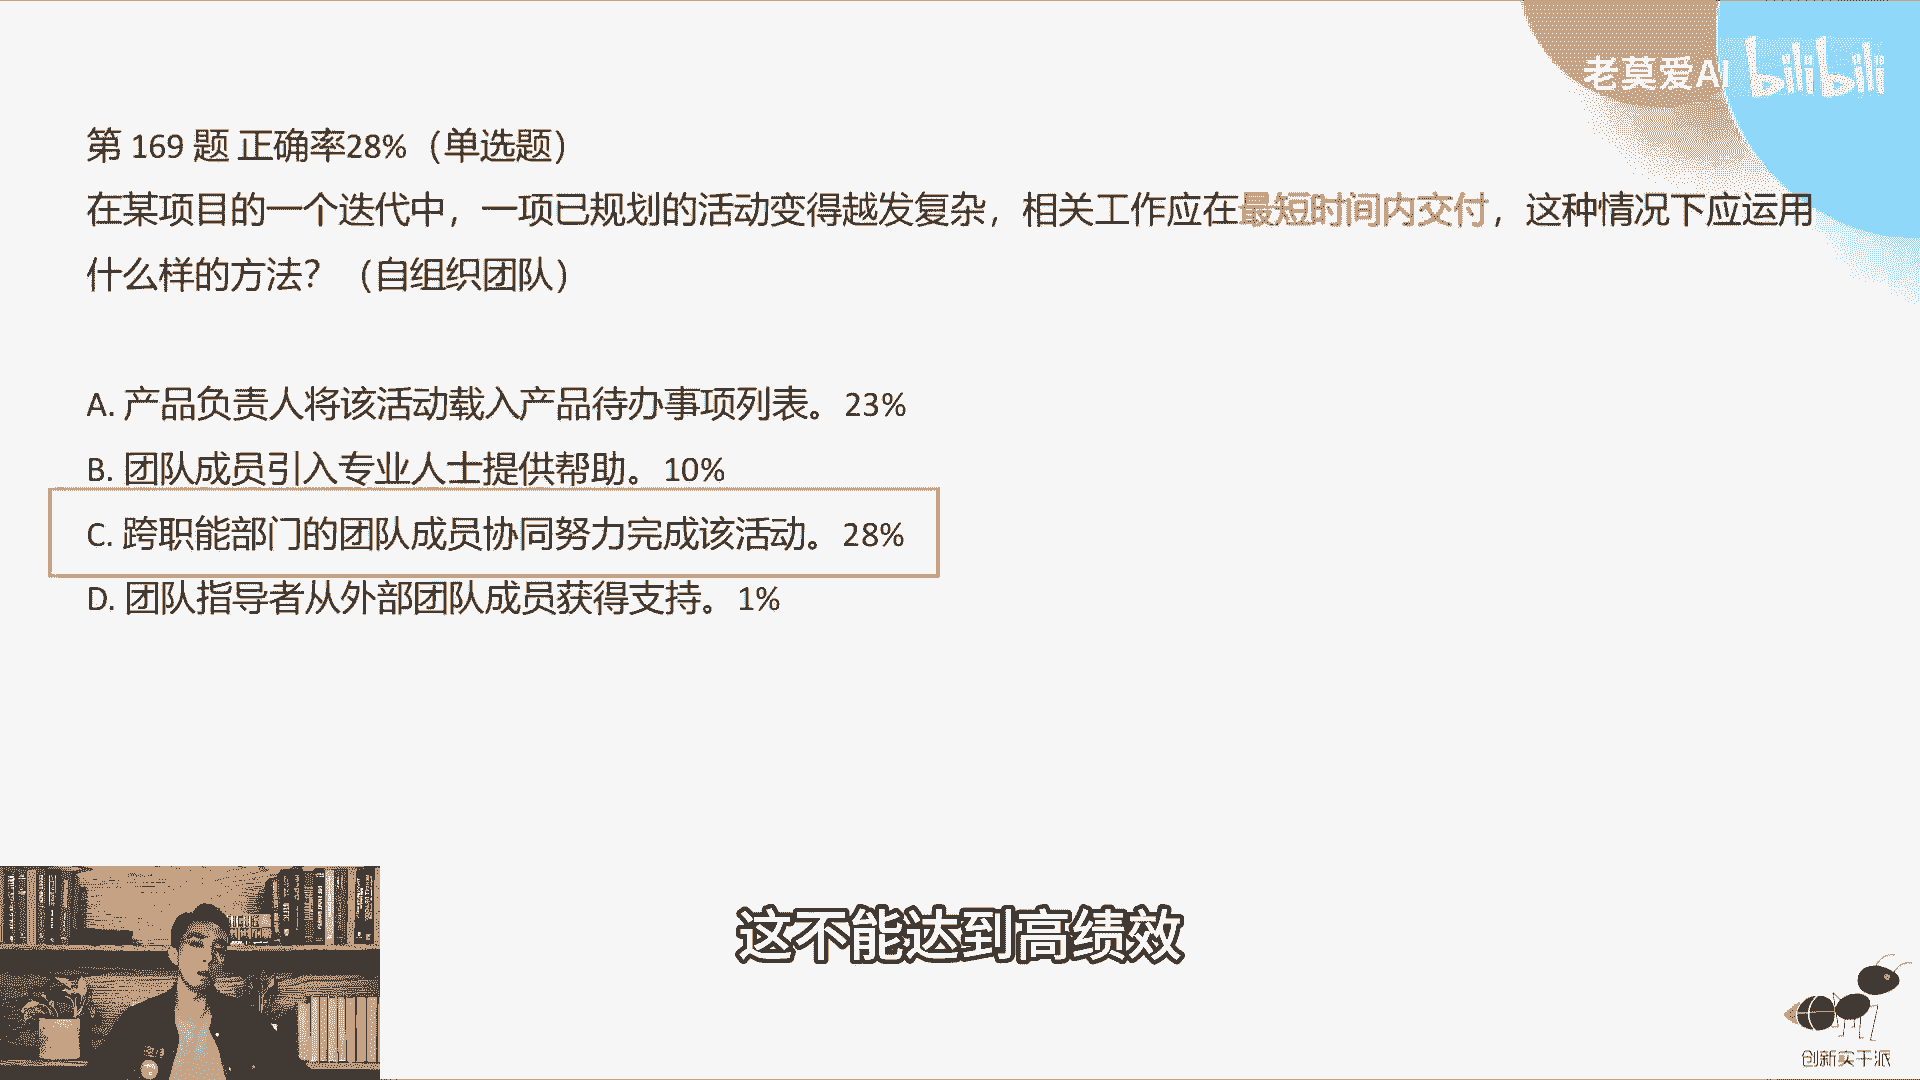 老莫爱AI bilibili
第 169 题 正确率28%（单选题）
在某项目的一个迭代中，一项已规划的活动变得越发复杂，相关工作应在最短时间内交付，这种情况下应运用
什么样的方法？（自组织团队）
A. 产品负责人将该活动载入产品待办事项列表。23%
B. 团队成员引入专业人士提供帮助。10%
C. 跨职能部门的团队成员协同努力完成该活动。28%
D. 团队指导者从外部团队成员获得支持。1%
这不能达到高绩效
创新实干派